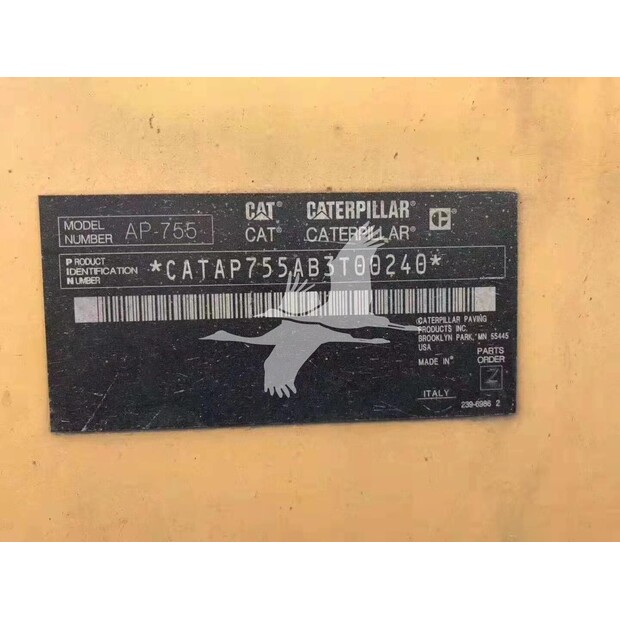 CAT CATERPILLAR C
CAT® CATERPILLAR®
MODEL NUMBER AP-755
PRODUCT IDENTIFICATION NUMBER *CATAP755AB3T00240*
CATERPILLAR PAVING
PRODUCTS INC.
BROOKLYN PARK, MN 55445
USA
MADE IN
ITALY
PARTS
ORDER
Z
239-6986 2